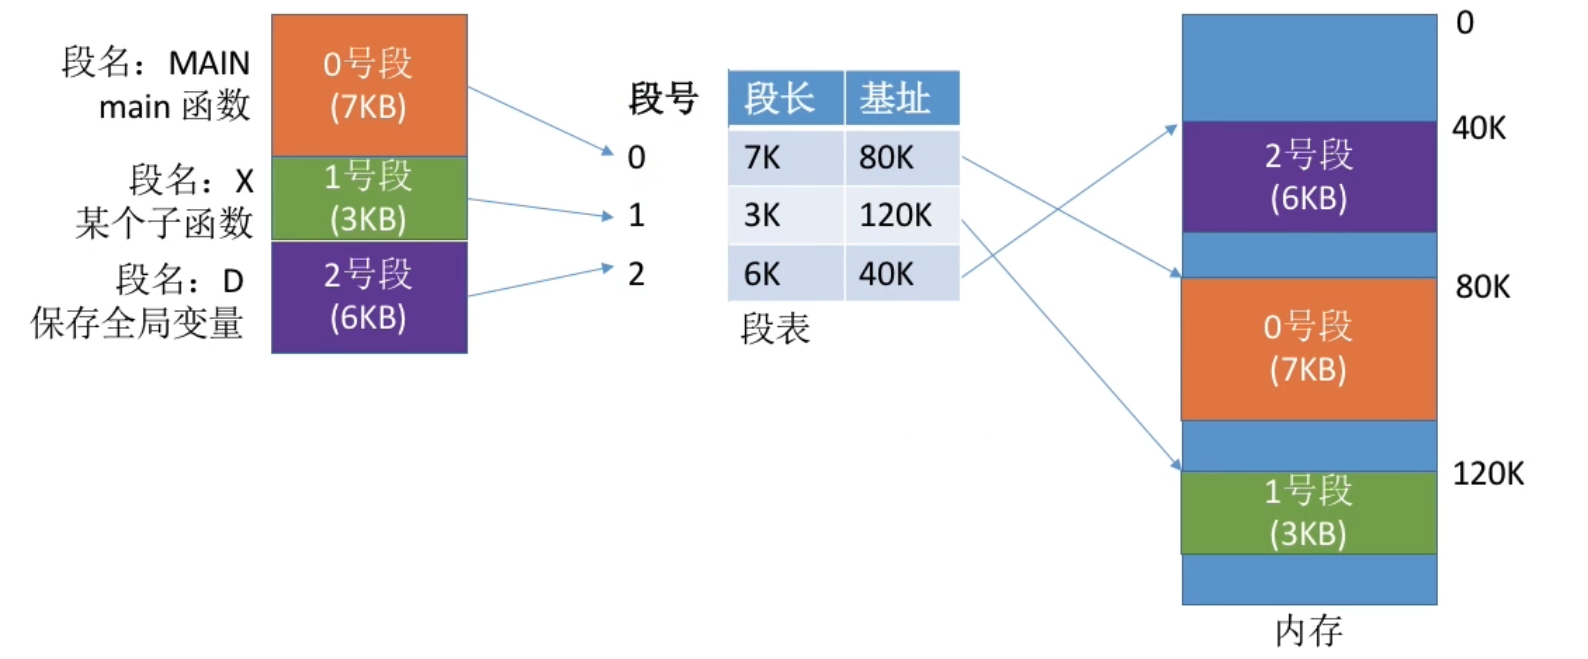 段名：MAIN
main 函数
0号段
(7KB)
段名：X
某个子函数
1号段
(3KB)
段名：D
保存全局变量
2号段
(6KB)
段号 段长 基址
0 7K 80K
1 3K 120K
2 6K 40K
段表
0
40K
2号段
(6KB)
80K
0号段
(7KB)
120K
1号段
(3KB)
内存